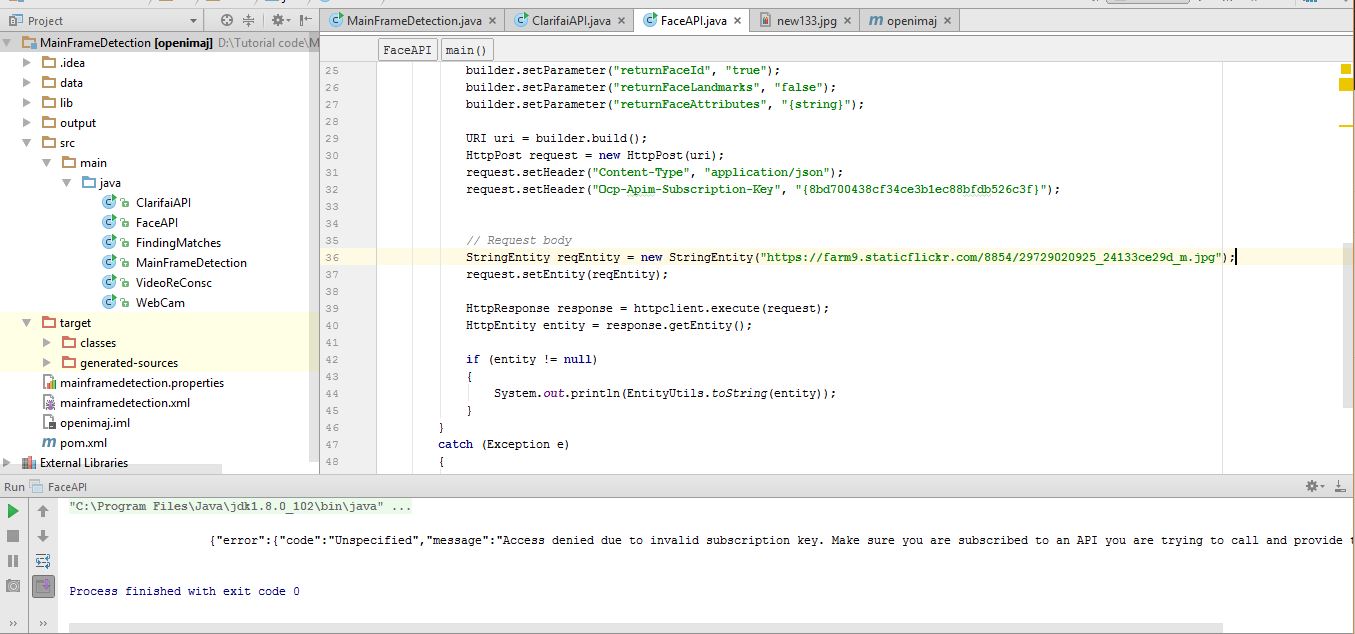 Project
MainFrameDetection.java
ClarifaiAPI.java
FaceAPI.java
new133.jpg
m openimaj
MainFrameDetection [openimaj] D:\Tutorial code\M
.idea
data
lib
output
src
main
java
ClarifaiAPI
FaceAPI
FindingMatches
MainFrameDetection
VideoReConsc
WebCam
target
classes
generated-sources
mainframedetection.properties
mainframedetection.xml
openimaj.iml
m pom.xml
External Libraries
FaceAPI main()
25 builder.setParameter("returnFaceId", "true");
26 builder.setParameter("returnFaceLandmarks", "false");
27 builder.setParameter("returnFaceAttributes", "{string}");
28
29 URI uri = builder.build();
30 HttpPost request = new HttpPost(uri);
31 request.setHeader("Content-Type", "application/json");
32 request.setHeader("Ocp-Apim-Subscription-Key", "{8bd700438cf34ce3b1ec88bfdb526c3f}");
33
34
35 // Request body
36 StringEntity reqEntity = new StringEntity("https://farm9.staticflickr.com/8854/29729020925_24133ce29d_m.jpg");
37 request.setEntity(reqEntity);
38
39 HttpResponse response = httpclient.execute(request);
40 HttpEntity entity = response.getEntity();
41
42 if (entity != null)
43 {
44 System.out.println(EntityUtils.toString(entity));
45 }
46 }
47 catch (Exception e)
48 {
Run FaceAPI
"C:\Program Files\Java\jdk1.8.0_102\bin\java" ...
{"error":{"code":"Unspecified","message":"Access denied due to invalid subscription key. Make sure you are subscribed to an API you are trying to call and provide t
Process finished with exit code 0